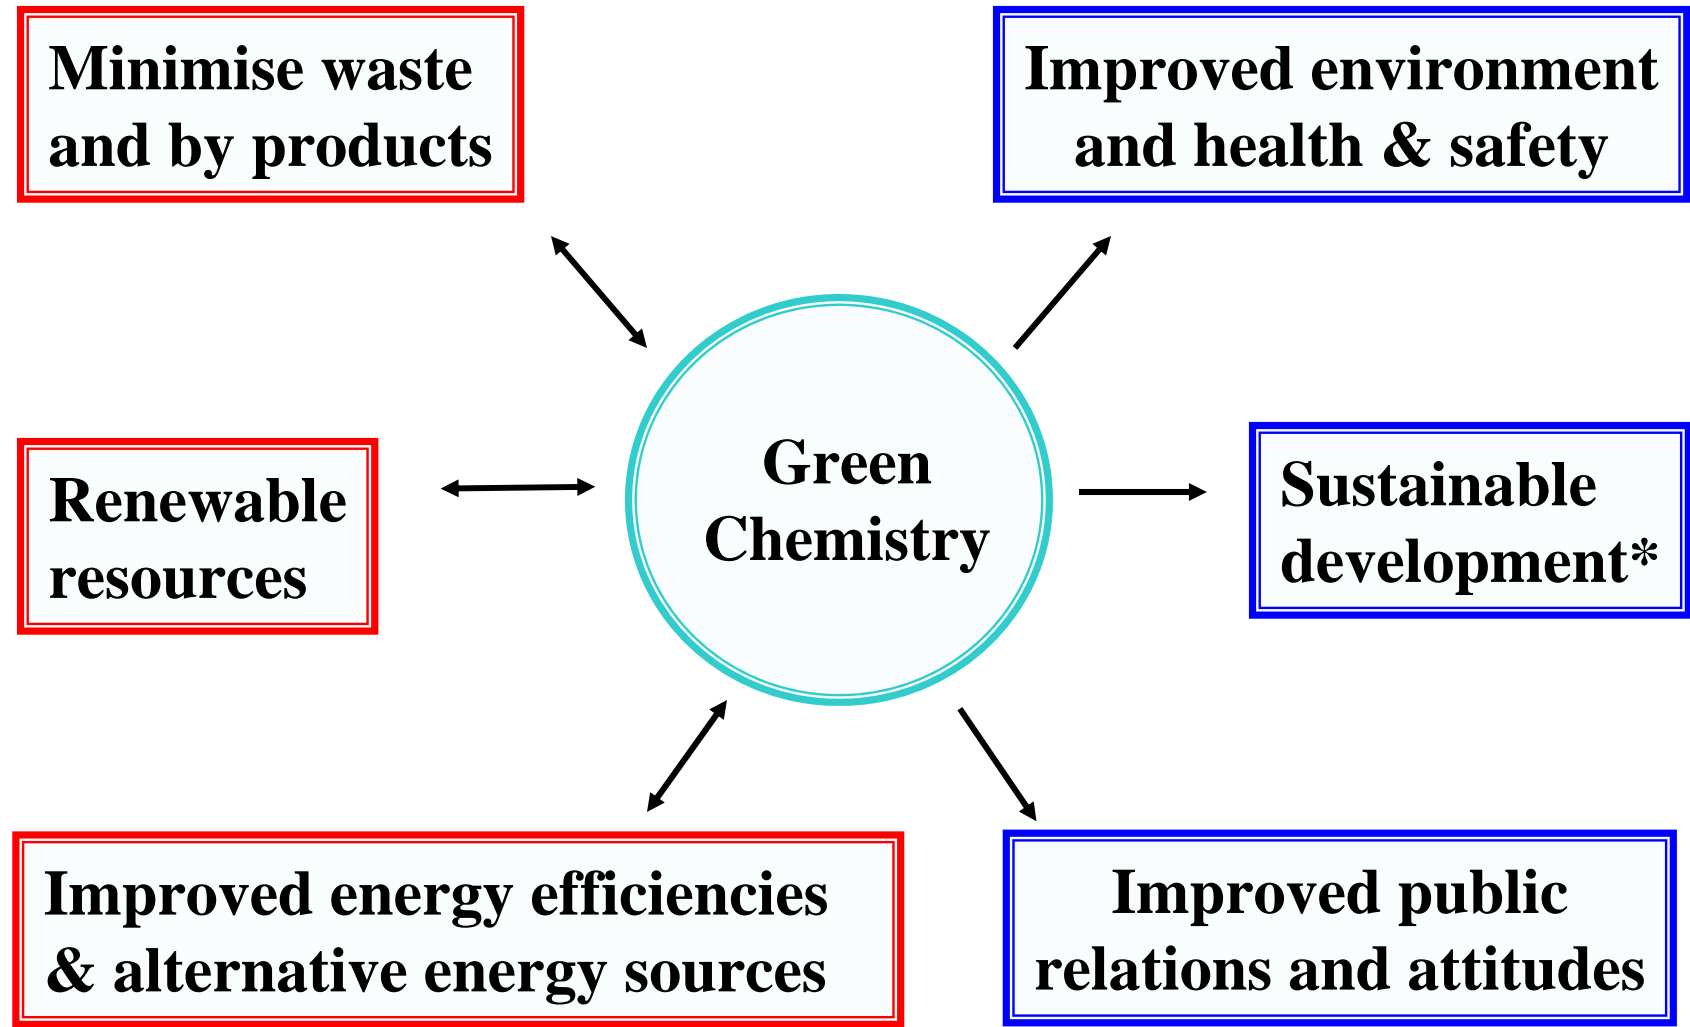 Minimise waste
and by products
Improved environment
and health & safety
Green
Chemistry
Renewable
resources
Sustainable
development*
Improved energy efficiencies
& alternative energy sources
Improved public
relations and attitudes